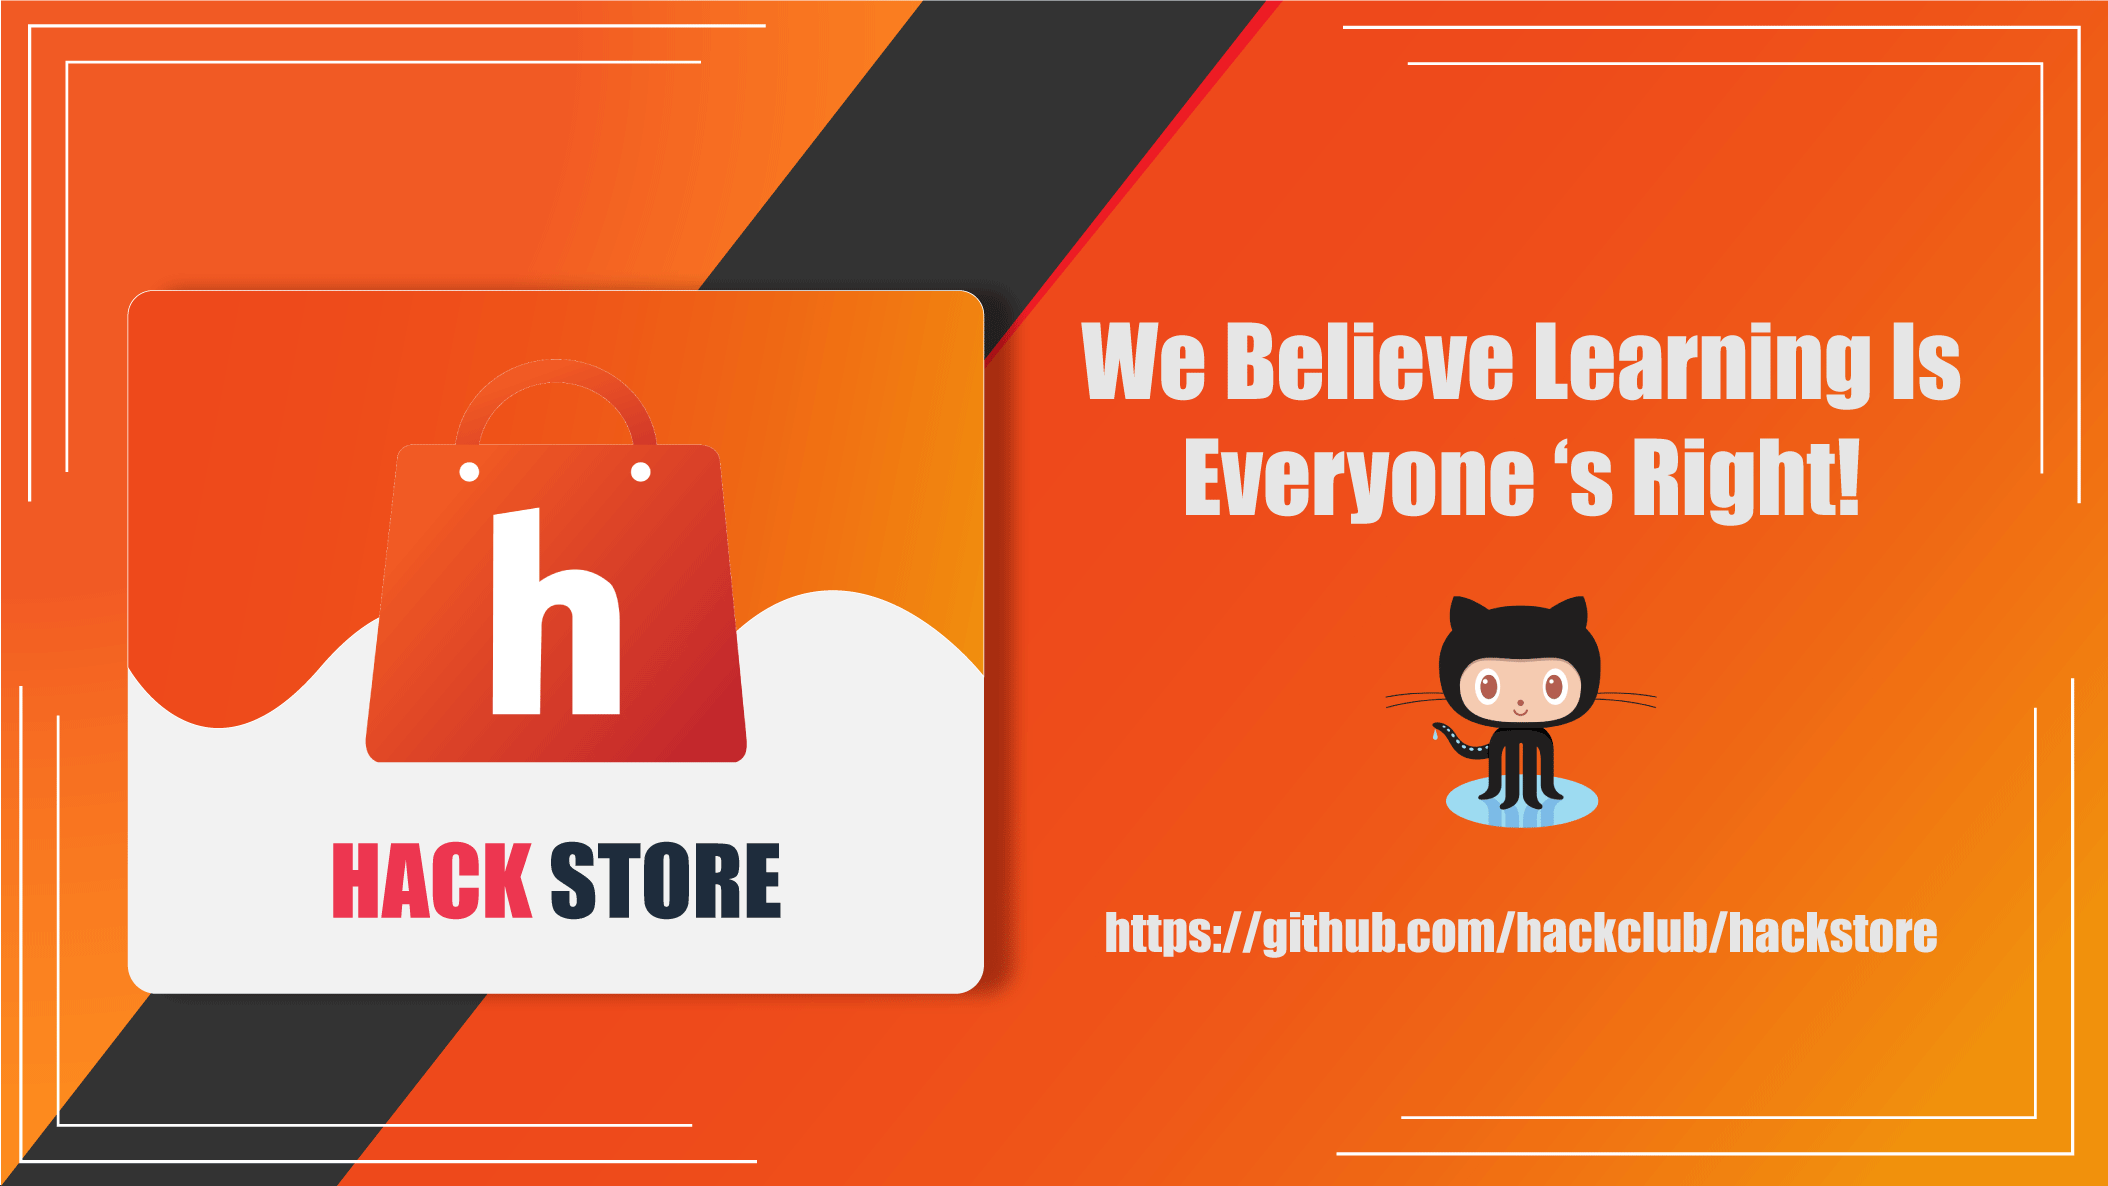 h
HACK STORE
We Believe Learning Is
Everyone ‘s Right!
https://github.com/hackclub/hackstore